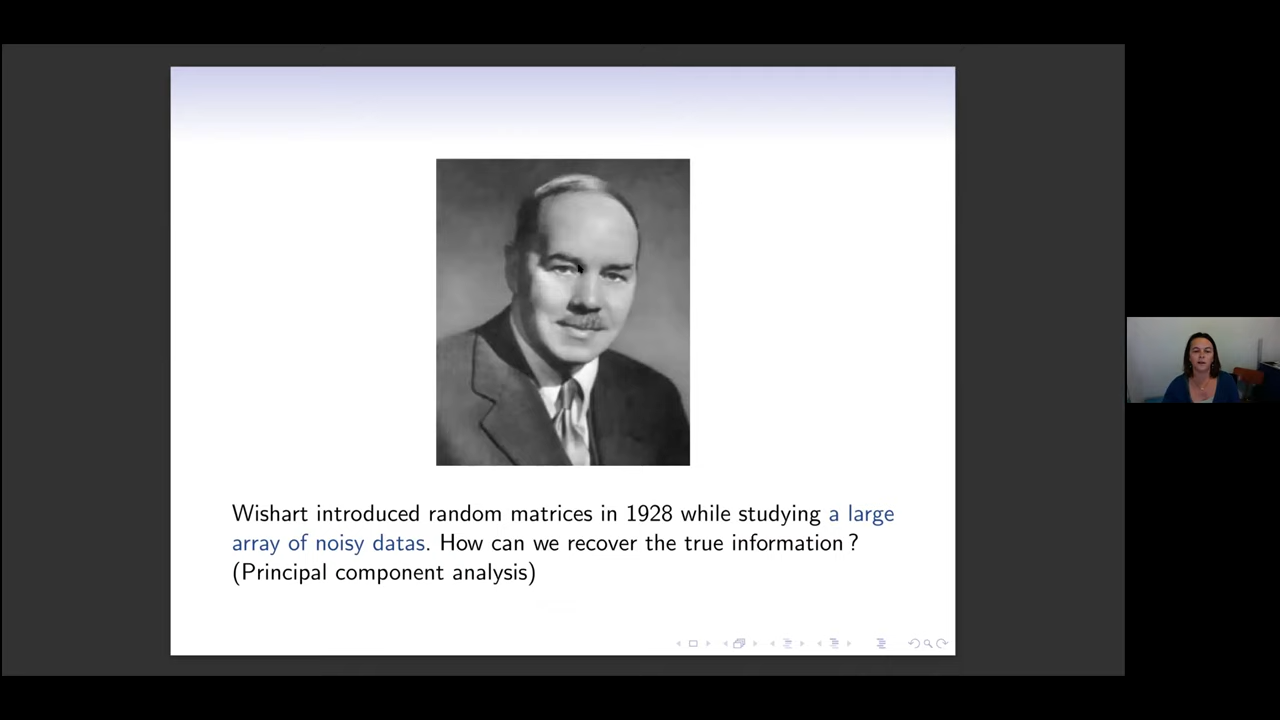 Wishart introduced random matrices in 1928 while studying a large
array of noisy datas. How can we recover the true information ?
(Principal component analysis)